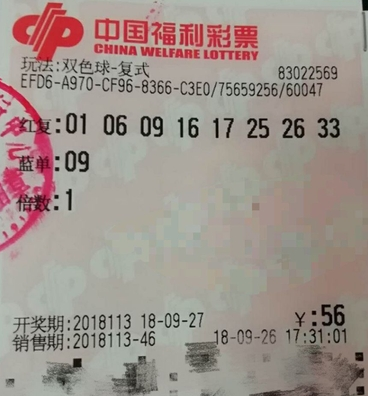 中国福利彩票
CHINA WELFARE LOTTERY
玩法:双色球-复式 83022569
EFD6-A970-CF96-8366-C3E0/75659256/60047
红复:01 06 09 16 17 25 26 33
蓝单:09
倍数:1
开奖期:2018113 18-09-27 ￥:56
销售期:2018113-46 18-09-26 17:31:01